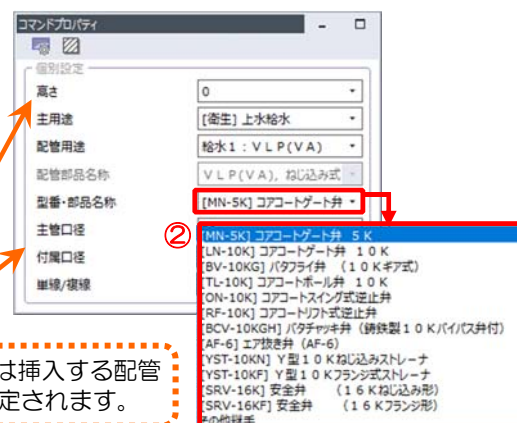 コマンドプロパティ
個別設定
高さ
0
主用途
[衛生] 上水給水
配管用途
給水1：ＶＬＰ(ＶＡ)
配管部品名称
ＶＬＰ(ＶＡ), ねじ込み式
型番・部品名称
[MN-5K] コアコートゲート弁
主管口径
付属口径
単線/複線
②
[MN-5K] コアコートゲート弁 ５Ｋ
[LN-10K] コアコートゲート弁 １０Ｋ
[BV-10KG] バタフライ弁 （１０Ｋギア式）
[TL-10K] コアコートボール弁 １０Ｋ
[ON-10K] コアコートスイング式逆止弁
[RF-10K] コアコートリフト式逆止弁
[BCV-10KGH] バタチャッキ弁（鋳鉄製１０Ｋバイパス弁付）
[AF-6] エア抜き弁（AF-6）
[YST-10KN] Ｙ型１０Ｋねじ込みストレーナ
[YST-10KF] Ｙ型１０Ｋフランジ式ストレーナ
[SRV-16K] 安全弁 （１６Ｋねじ込み形）
[SRV-16KF] 安全弁 （１６Ｋフランジ形）
その他継手
は挿入する配管
定されます。